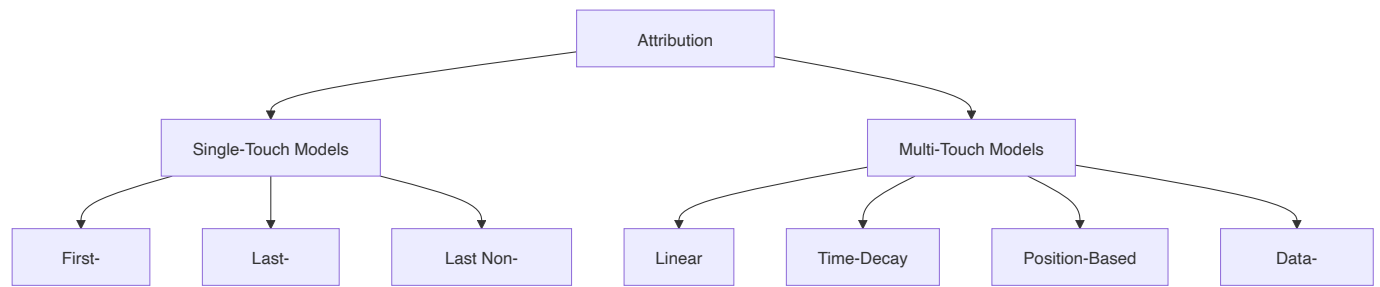 Attribution
Single-Touch Models
Multi-Touch Models
First-
Last-
Last Non-
Linear
Time-Decay
Position-Based
Data-